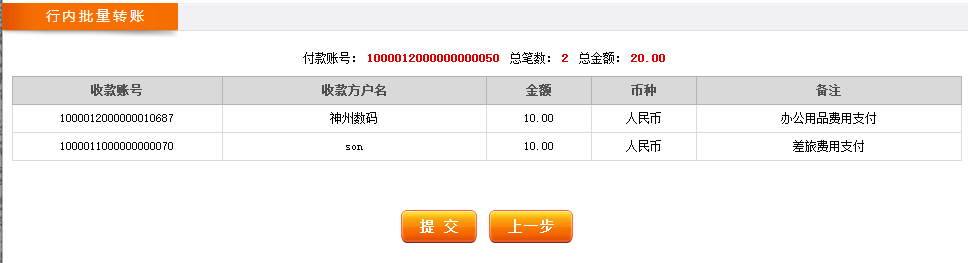 行内批量转账
付款账号： 1000012000000000050 总笔数： 2 总金额： 20.00
收款账号 收款方户名 金额 币种 备注
1000012000000010687 神州数码 10.00 人民币 办公用品费用支付
1000011000000000070 son 10.00 人民币 差旅费用支付
提 交 上一步